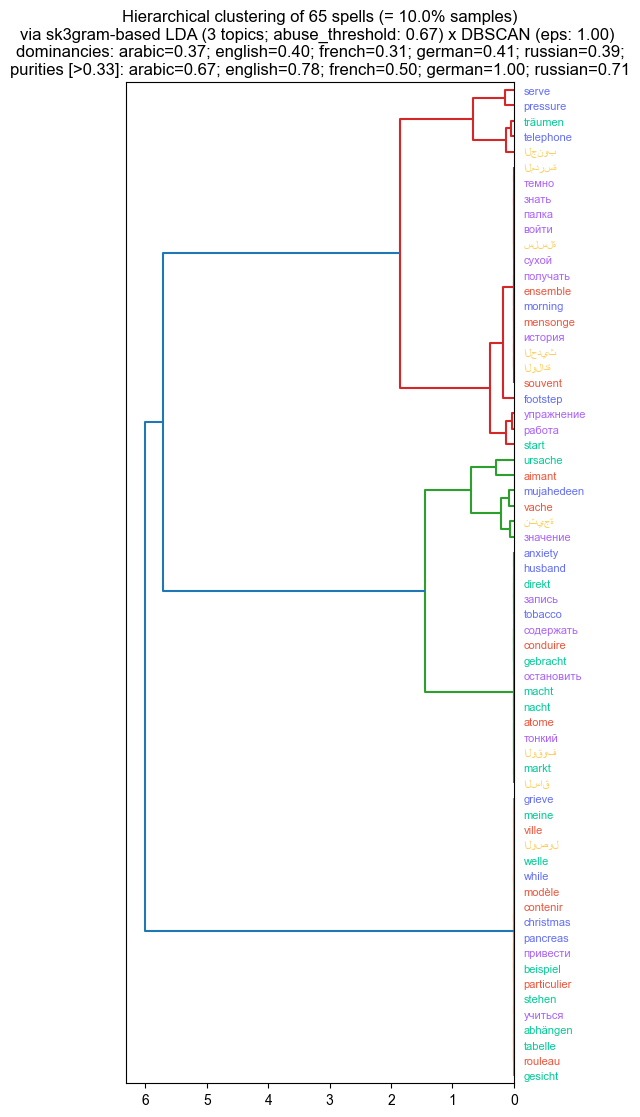 Hierarchical clustering of 65 spells (= 10.0% samples)
via sk3gram-based LDA (3 topics; abuse_threshold: 0.67) x DBSCAN (eps: 1.00)
dominancies: arabic=0.37; english=0.40; french=0.31; german=0.41; russian=0.39;
purities [>0.33]: arabic=0.67; english=0.78; french=0.50; german=1.00; russian=0.71
serve
pressure
träumen
telephone
الجنوب
المدرسة
темно
знать
палка
войти
سلسلة
сухой
получать
ensemble
morning
mensonge
история
الحديث
الولادة
souvent
footstep
упражнение
работа
start
ursache
aimant
mujahedeen
vache
نتيجة
значение
anxiety
husband
direkt
запись
tobacco
содержать
conduire
gebracht
остановить
macht
nacht
atome
тонкий
الوقوف
markt
الساق
grieve
meine
ville
الوصول
welle
while
modèle
contenir
christmas
pancreas
привести
beispiel
particulier
stehen
учиться
abhängen
tabelle
rouleau
gesicht
6 5 4 3 2 1 0